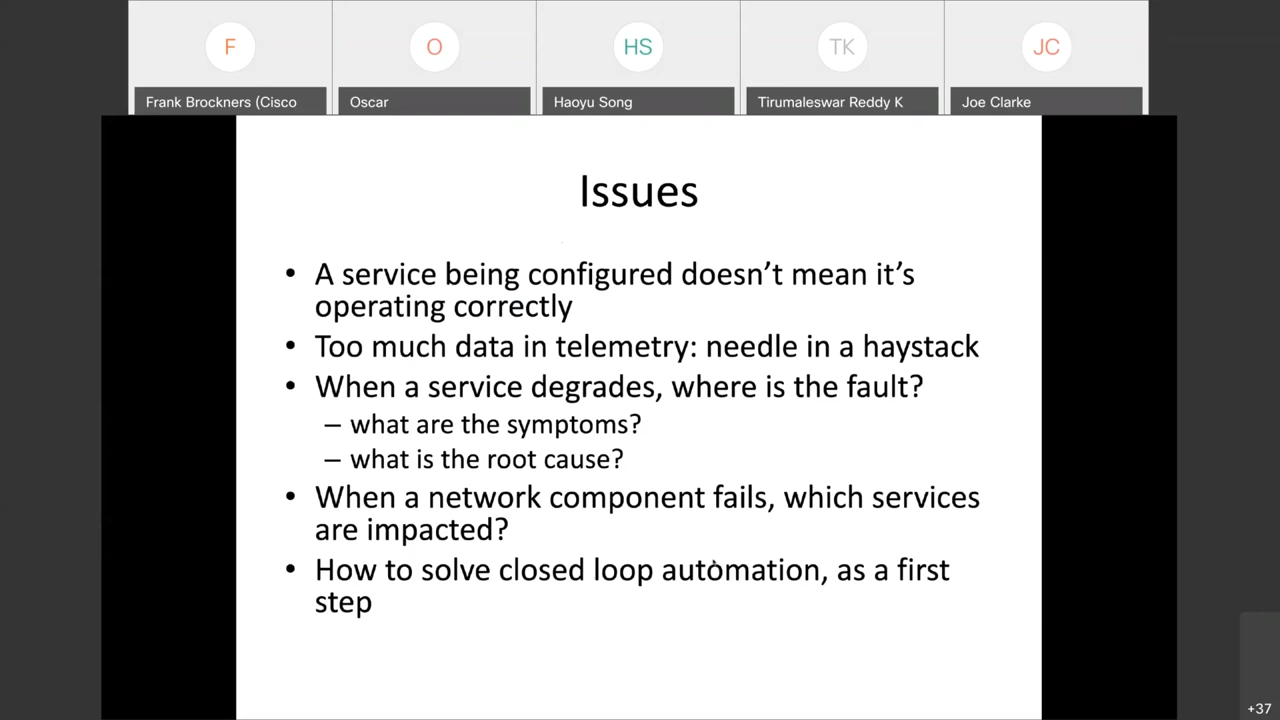 F
O
HS
TK
JC
Frank Brockners (Cisco
Oscar
Haoyu Song
Tirumaleswar Reddy K
Joe Clarke
Issues
• A service being configured doesn’t mean it’s
operating correctly
• Too much data in telemetry: needle in a haystack
• When a service degrades, where is the fault?
– what are the symptoms?
– what is the root cause?
• When a network component fails, which services
are impacted?
• How to solve closed loop automation, as a first
step
+37